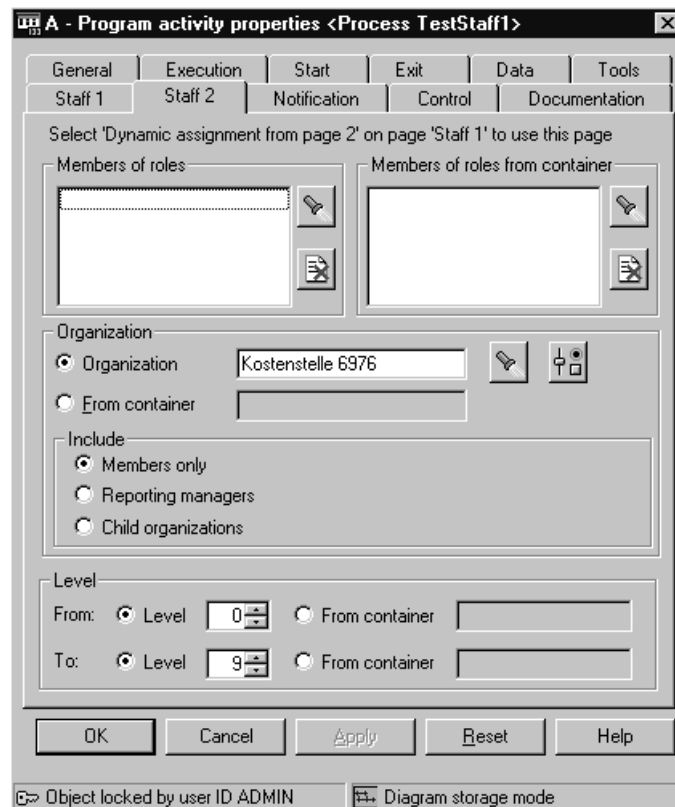 A - Program activity properties <Process TestStaff1>
General Execution Start Exit Data Tools
Staff 1 Staff 2 Notification Control Documentation
Select 'Dynamic assignment from page 2' on page 'Staff 1' to use this page
Members of roles Members of roles from container
Organization
Organization Kostenstelle 6976
From container
Include
Members only
Reporting managers
Child organizations
Level
From: Level 0 From container
To: Level 9 From container
OK Cancel Apply Reset Help
Object locked by user ID ADMIN Diagram storage mode